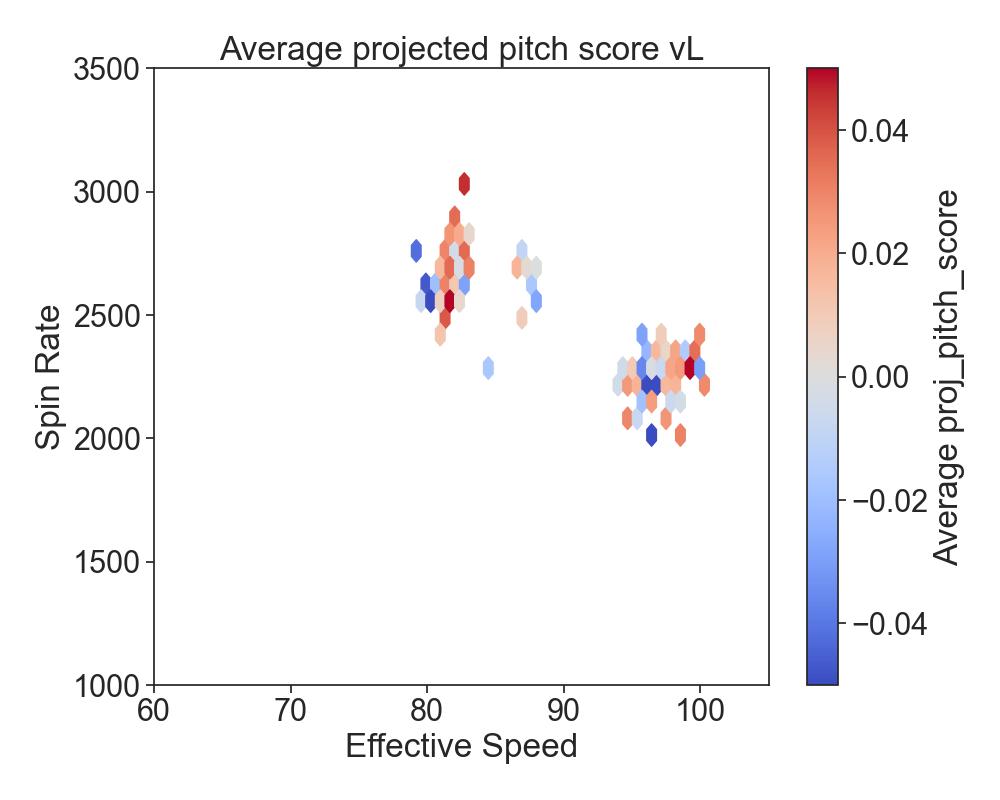 Average projected pitch score vL
3500
3000
2500
2000
1500
1000
Spin Rate
60 70 80 90 100
Effective Speed
0.04
0.02
0.00
−0.02
−0.04
Average proj_pitch_score